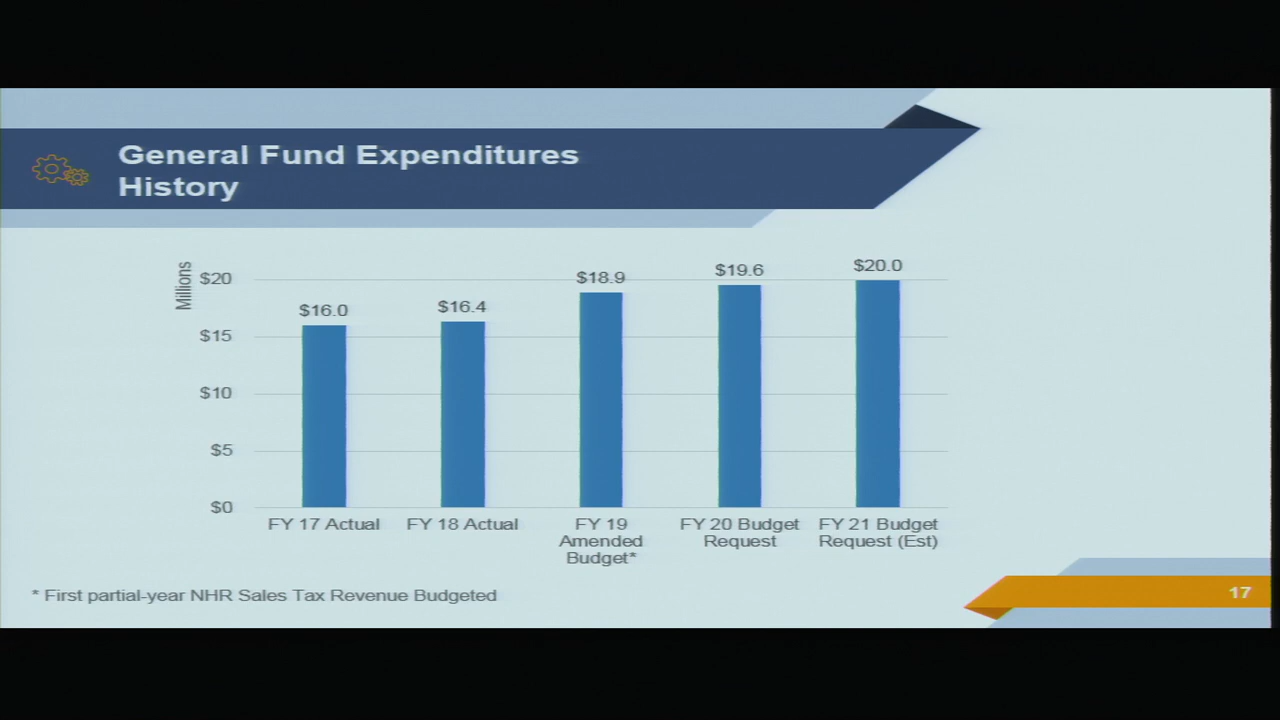 General Fund Expenditures
History
Millions
$20
$15
$10
$5
$0
$16.0
$16.4
$18.9
$19.6
$20.0
FY 17 Actual
FY 18 Actual
FY 19
Amended
Budget*
FY 20 Budget
Request
FY 21 Budget
Request (Est)
* First partial-year NHR Sales Tax Revenue Budgeted
17